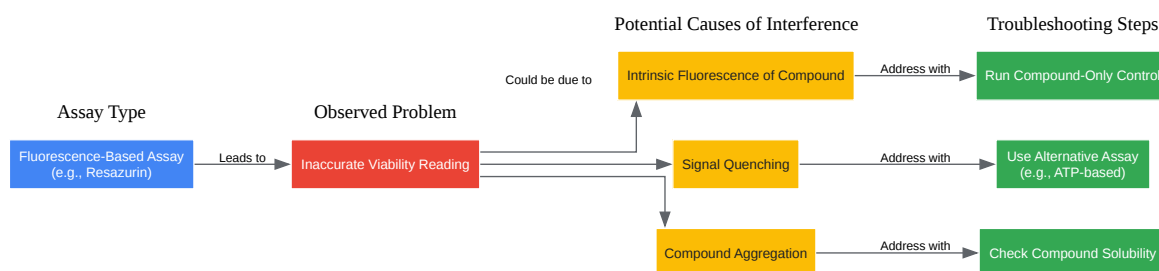 Potential Causes of Interference
Troubleshooting Steps
Could be due to
Intrinsic Fluorescence of Compound
Address with
Run Compound-Only Control
Assay Type
Observed Problem
Fluorescence-Based Assay
(e.g., Resazurin)
Leads to
Inaccurate Viability Reading
Signal Quenching
Address with
Use Alternative Assay
(e.g., ATP-based)
Compound Aggregation
Address with
Check Compound Solubility